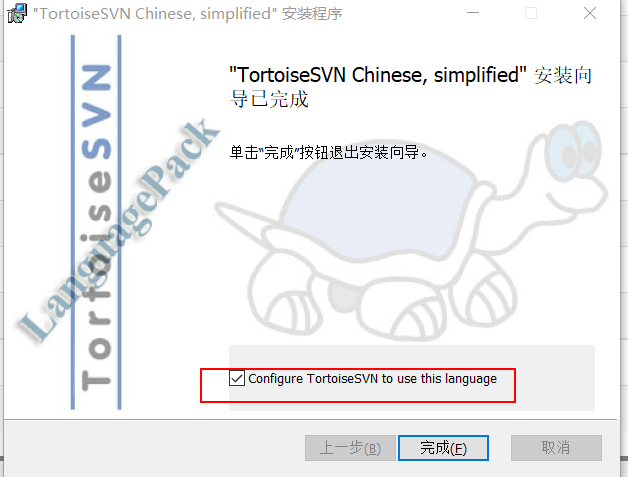 "TortoiseSVN Chinese, simplified" 安装程序
"TortoiseSVN Chinese, simplified" 安装向
导已完成
单击“完成”按钮退出安装向导。
TortoiseSVN
LanguagePack
Configure TortoiseSVN to use this language
上一步(B)
完成(F)
取消